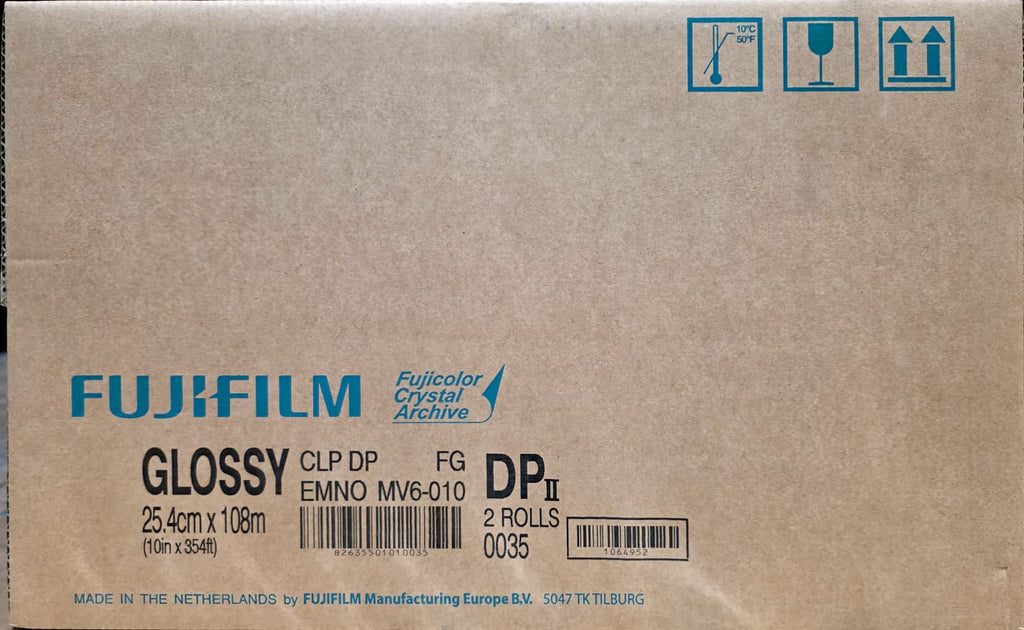 10°C
50°F
FUJIFILM
Fujicolor
Crystal
Archive
GLOSSY
25.4cm x 108m
(10in x 354ft)
CLP DP FG
EMNO MV6-010
82635501010035
DPII
2 ROLLS
0035
1064952
MADE IN THE NETHERLANDS by FUJIFILM Manufacturing Europe B.V. 5047 TK TILBURG